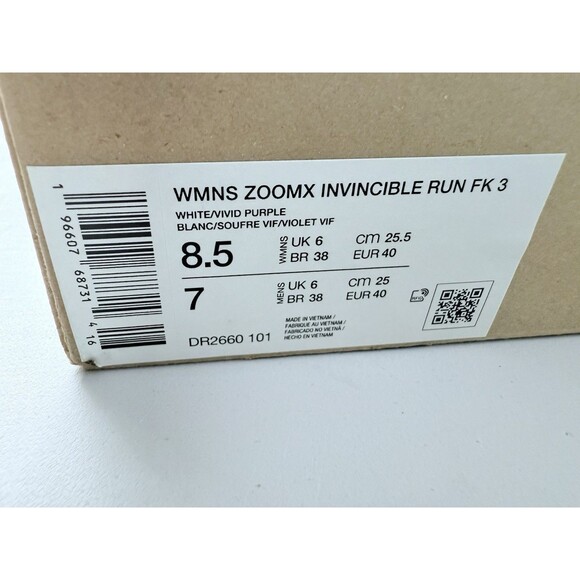 WMNS ZOOMX INVINCIBLE RUN FK 3
WHITE/VIVID PURPLE
BLANC/SOUFRE VIF/VIOLET VIF
8.5 WMNS UK 6 cm 25.5
BR 38 EUR 40
7 MENS UK 6 cm 25
BR 38 EUR 40
MADE IN VIETNAM /
FABRIQUE AU VIETNAM /
FABRICADO NO VIETNÃ /
HECHO EN VIETNAM
DR2660 101
1 96607 68731 4 16